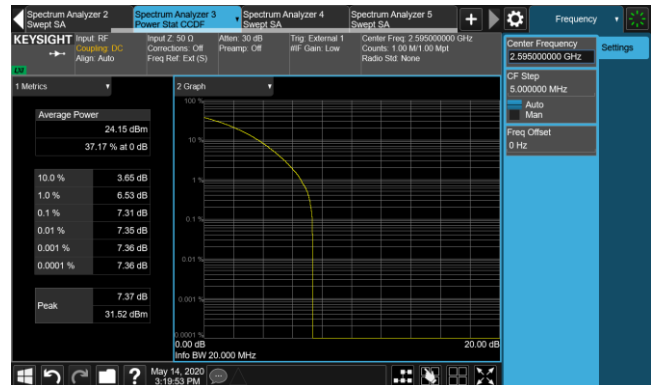 Spectrum Analyzer 2
Swept SA
Spectrum Analyzer 3
Power Stat CCDF
Spectrum Analyzer 4
Swept SA
Spectrum Analyzer 5
Swept SA
Frequency
KEYSIGHT
Input: RF
Coupling: DC
Align: Auto
Input Z: 50 Ω
Corrections: Off
Freq Ref: Ext (S)
Atten: 30 dB
Preamp: Off
Trig: External 1
#IF Gain: Low
Center Freq: 2.595000000 GHz
Counts: 1.00 M/1.00 Mpt
Radio Std: None
Center Frequency
2.595000000 GHz
Settings
CF Step
5.000000 MHz
Auto
Man
Freq Offset
0 Hz
1 Metrics
Average Power
24.15 dBm
37.17 % at 0 dB
10.0 % 3.65 dB
1.0 % 6.53 dB
0.1 % 7.31 dB
0.01 % 7.35 dB
0.001 % 7.36 dB
0.0001 % 7.36 dB
Peak
7.37 dB
31.52 dBm
2 Graph
100 %
10 %
1 %
0.1 %
0.01 %
0.001 %
0.0001 %
0.00 dB 20.00 dB
Info BW 20.000 MHz
May 14, 2020
3:19:53 PM